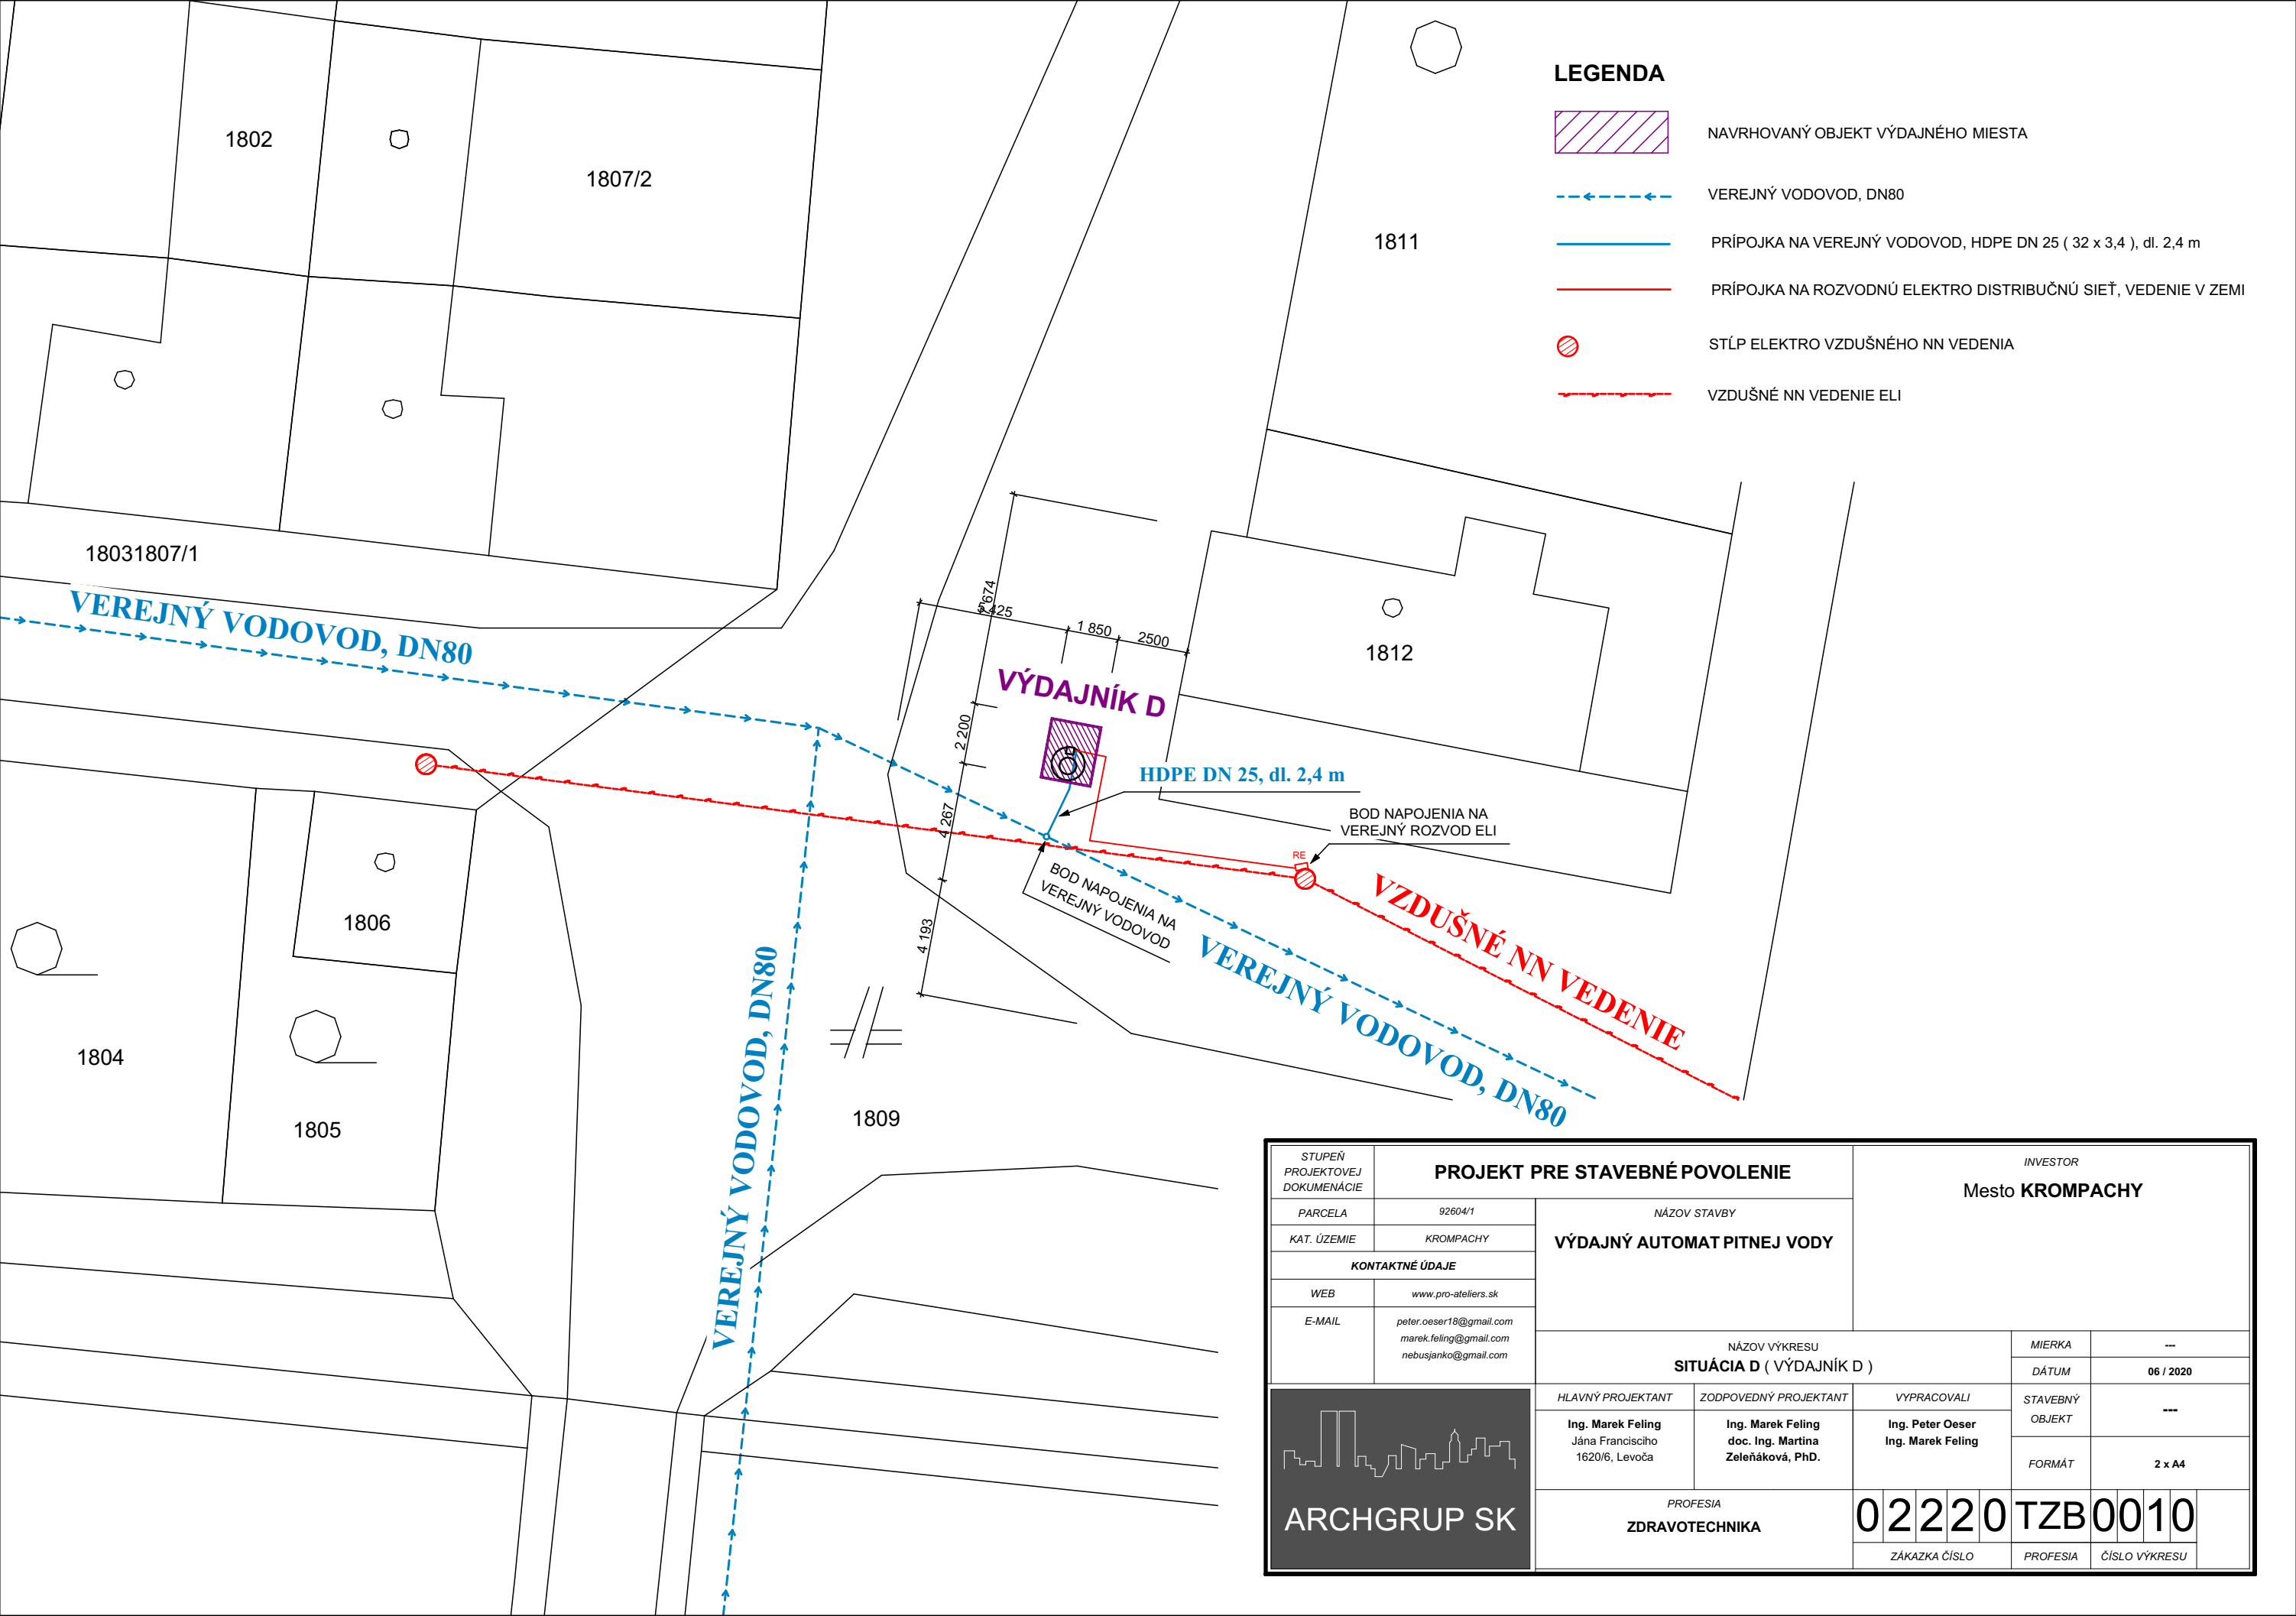 LEGENDA
NAVRHOVANÝ OBJEKT VÝDAJNÉHO MIESTA
VEREJNÝ VODOVOD, DN80
PRÍPOJKA NA VEREJNÝ VODOVOD, HDPE DN 25 ( 32 x 3,4 ), dl. 2,4 m
PRÍPOJKA NA ROZVODNÚ ELEKTRO DISTRIBUČNÚ SIEŤ, VEDENIE V ZEMI
STĹP ELEKTRO VZDUŠNÉHO NN VEDENIA
VZDUŠNÉ NN VEDENIE ELI
1802
1807/2
1811
18031807/1
VEREJNÝ VODOVOD, DN80
5 425
1 850
2500
1812
VÝDAJNÍK D
2 200
HDPE DN 25, dl. 2,4 m
4 267
BOD NAPOJENIA NA
VEREJNÝ ROZVOD ELI
RE
BOD NAPOJENIA NA
VEREJNÝ VODOVOD
4 193
VZDUŠNÉ NN VEDENIE
VEREJNÝ VODOVOD, DN80
VEREJNÝ VODOVOD, DN80
1806
1804
1805
1809
STUPEŇ
PROJEKTOVEJ
DOKUMENÁCIE
PROJEKT PRE STAVEBNÉ POVOLENIE
INVESTOR
Mesto KROMPACHY
PARCELA
92604/1
KAT. ÚZEMIE
KROMPACHY
NÁZOV STAVBY
VÝDAJNÝ AUTOMAT PITNEJ VODY
KONTAKTNÉ ÚDAJE
WEB
www.pro-ateliers.sk
E-MAIL
peter.oeser18@gmail.com
marek.feling@gmail.com
nebusjanko@gmail.com
NÁZOV VÝKRESU
SITUÁCIA D ( VÝDAJNÍK D )
MIERKA
---
DÁTUM
06 / 2020
HLAVNÝ PROJEKTANT
Ing. Marek Feling
Jána Francisciho
1620/6, Levoča
ZODPOVEDNÝ PROJEKTANT
Ing. Marek Feling
doc. Ing. Martina
Zeleňáková, PhD.
VYPRACOVALI
Ing. Peter Oeser
Ing. Marek Feling
STAVEBNÝ
OBJEKT
---
FORMÁT
2 x A4
ARCHGRUP SK
PROFESIA
ZDRAVOTECHNIKA
02220 TZB 0010
ZÁKAZKA ČÍSLO
PROFESIA
ČÍSLO VÝKRESU